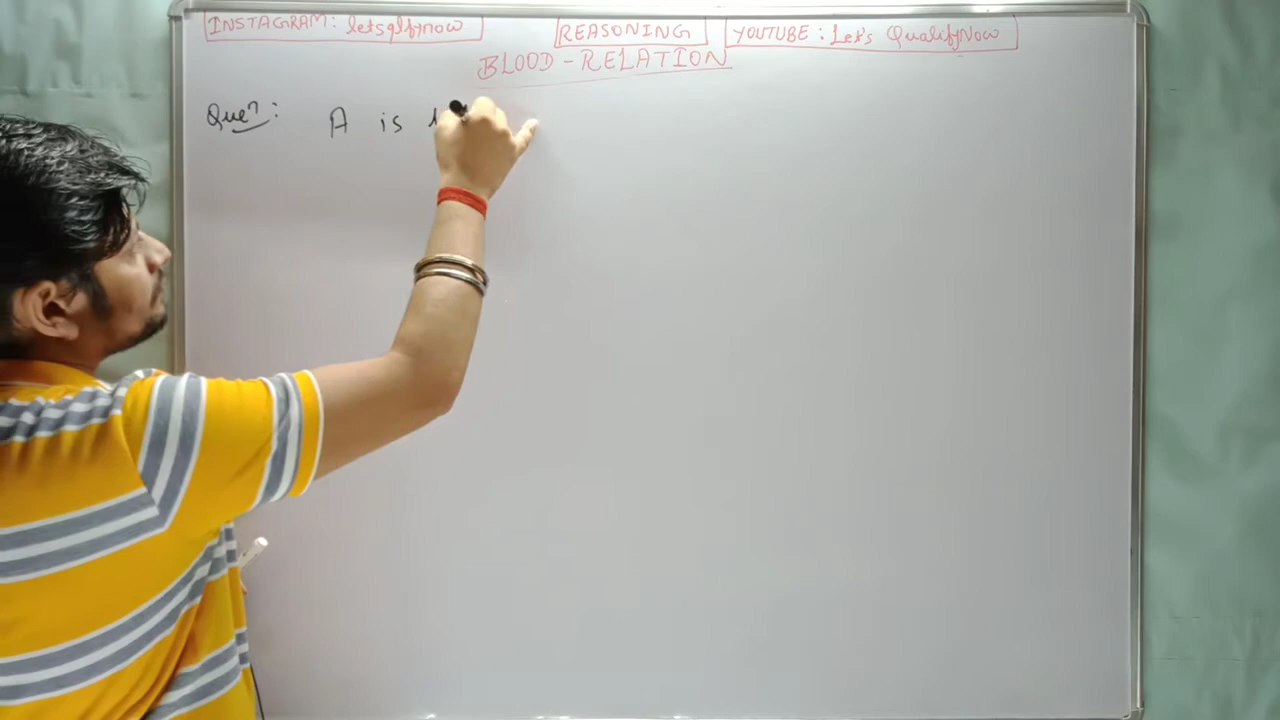 INSTAGRAM: letsqlfynow REASONING YOUTUBE: Let's QualifyNow
BLOOD-RELATION
Queⁿ: A is